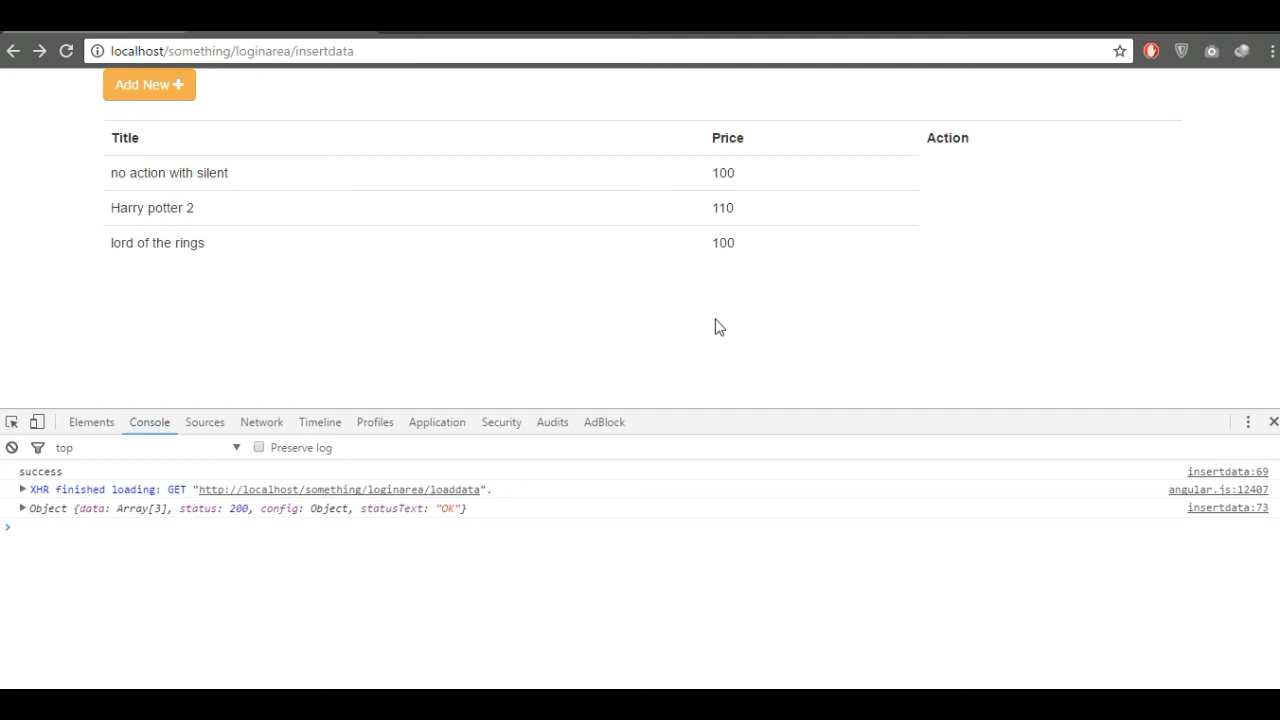 localhost/something/loginarea/insertdata
Add New
Title Price Action
no action with silent 100
Harry potter 2 110
lord of the rings 100
Elements Console Sources Network Timeline Profiles Application Security Audits AdBlock
top Preserve log
success insertdata:69
XHR finished loading: GET "http://localhost/something/loginarea/loaddata". angular.js:12407
Object {data: Array[3], status: 200, config: Object, statusText: "OK"} insertdata:73